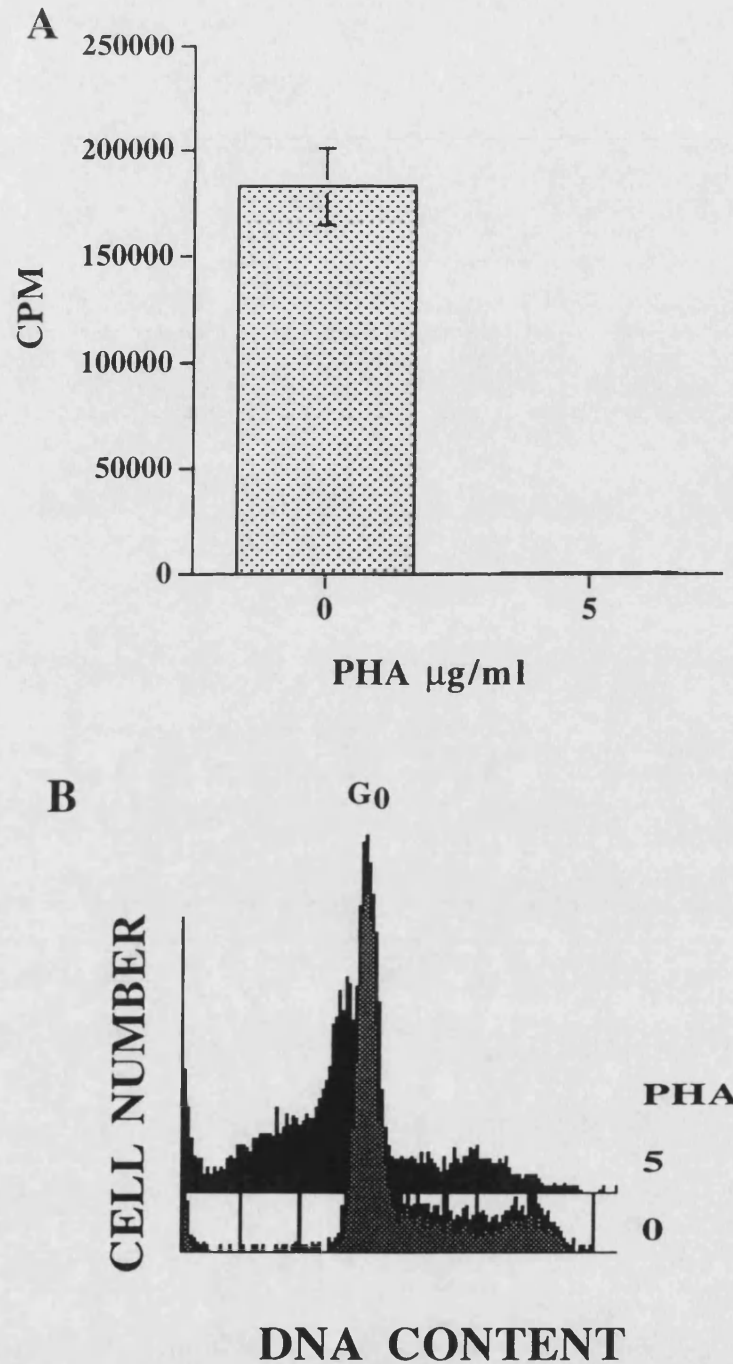 A
250000
200000
150000
100000
50000
0
CPM
0 5
PHA μg/ml
B
G0
CELL NUMBER
PHA
5
0
DNA CONTENT